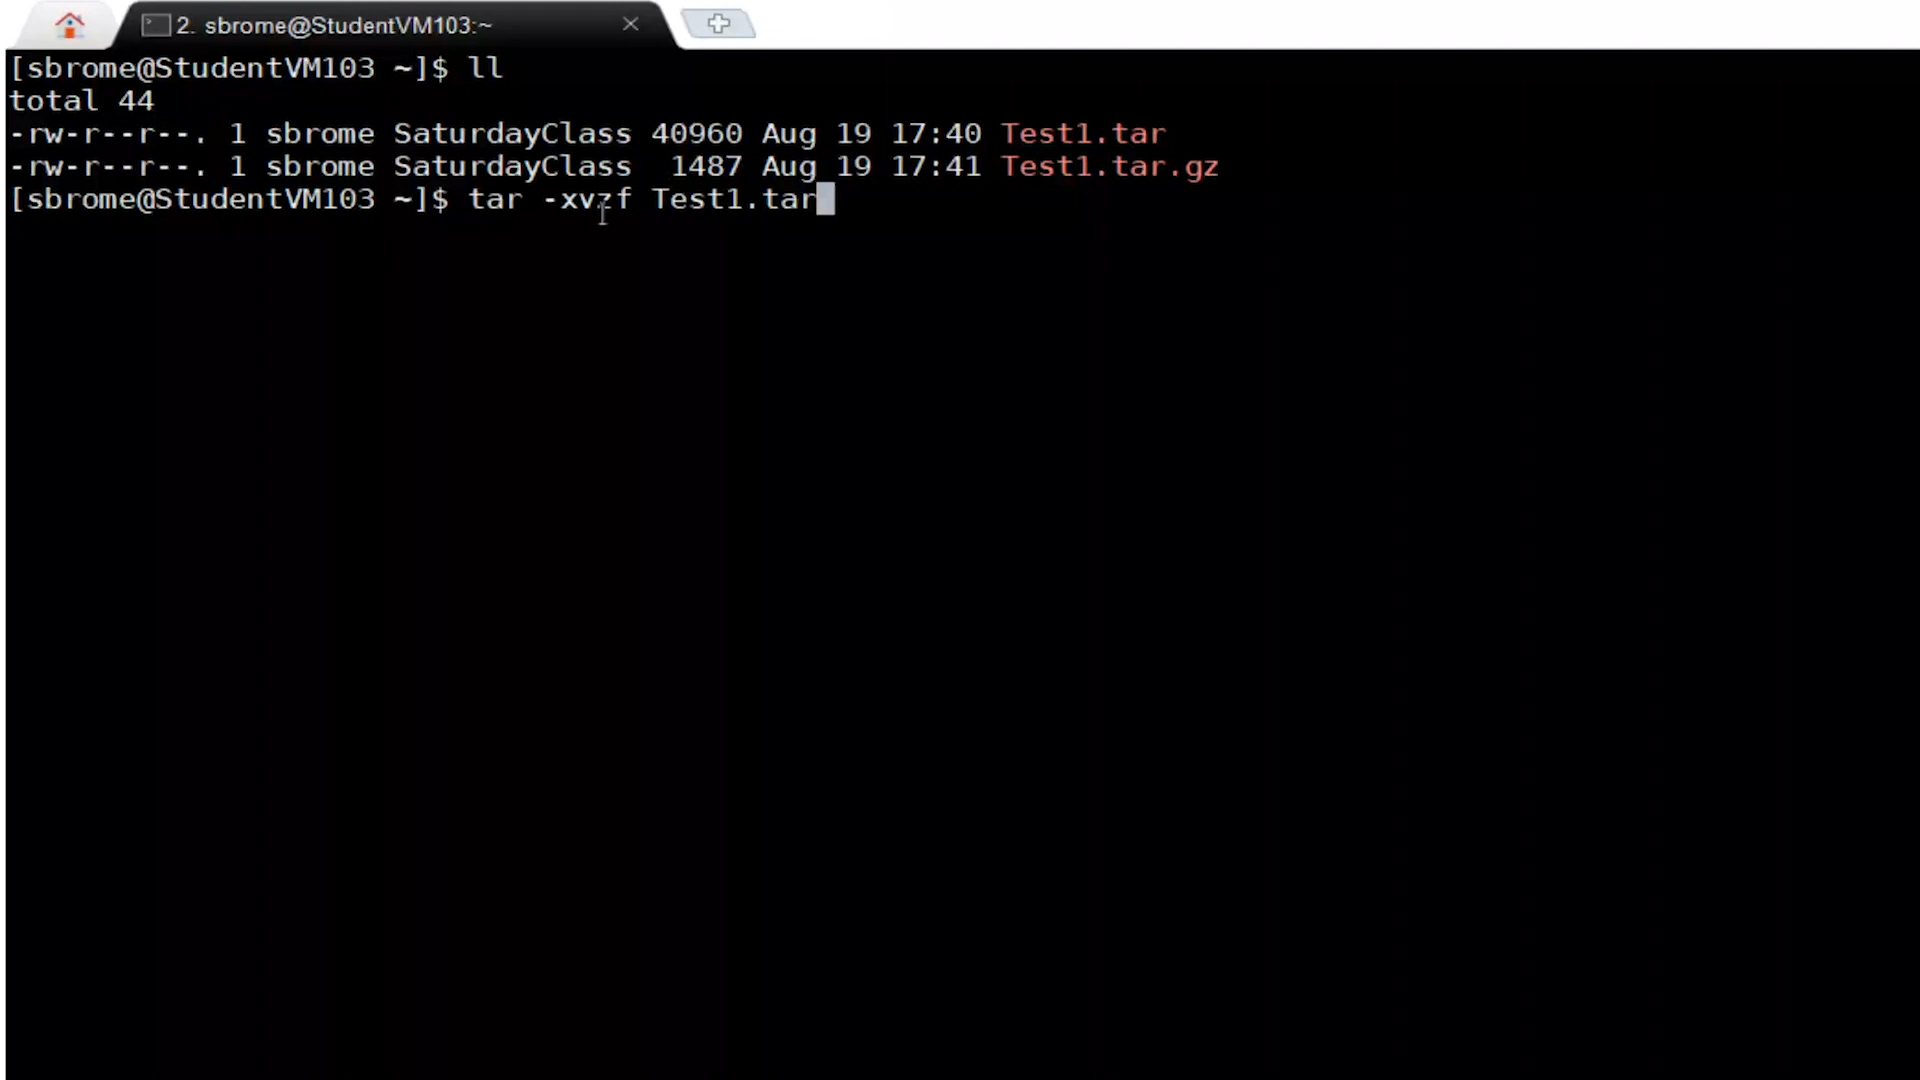 2. sbrome@StudentVM103:~
[sbrome@StudentVM103 ~]$ ll
total 44
-rw-r--r--. 1 sbrome SaturdayClass 40960 Aug 19 17:40 Test1.tar
-rw-r--r--. 1 sbrome SaturdayClass  1487 Aug 19 17:41 Test1.tar.gz
[sbrome@StudentVM103 ~]$ tar -xvzf Test1.tar